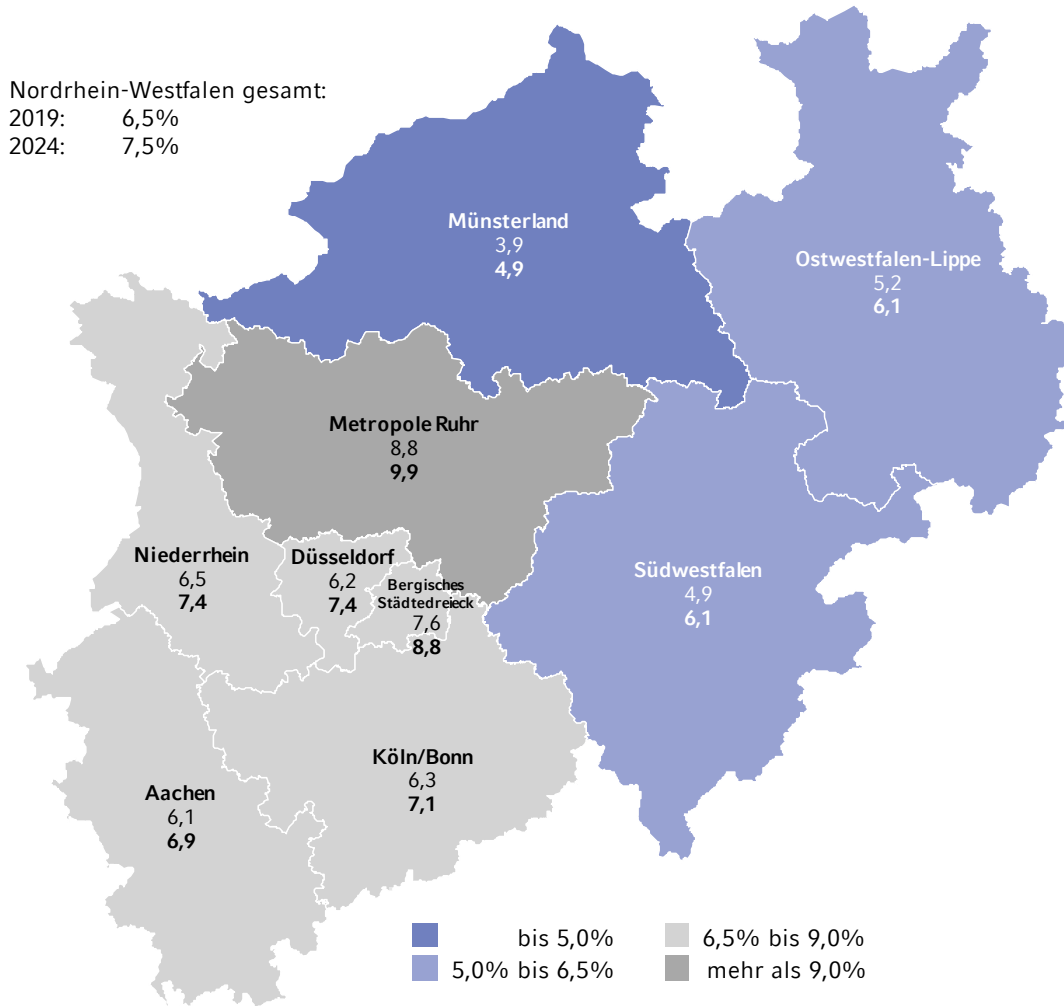 Nordrhein-Westfalen gesamt:
2019: 6,5%
2024: 7,5%
Münsterland
3,9
4,9
Ostwestfalen-Lippe
5,2
6,1
Metropole Ruhr
8,8
9,9
Niederrhein
6,5
7,4
Düsseldorf
6,2
7,4
Bergisches
Städtedreieck
7,6
8,8
Südwestfalen
4,9
6,1
Köln/Bonn
6,3
7,1
Aachen
6,1
6,9
bis 5,0%
5,0% bis 6,5%
6,5% bis 9,0%
mehr als 9,0%